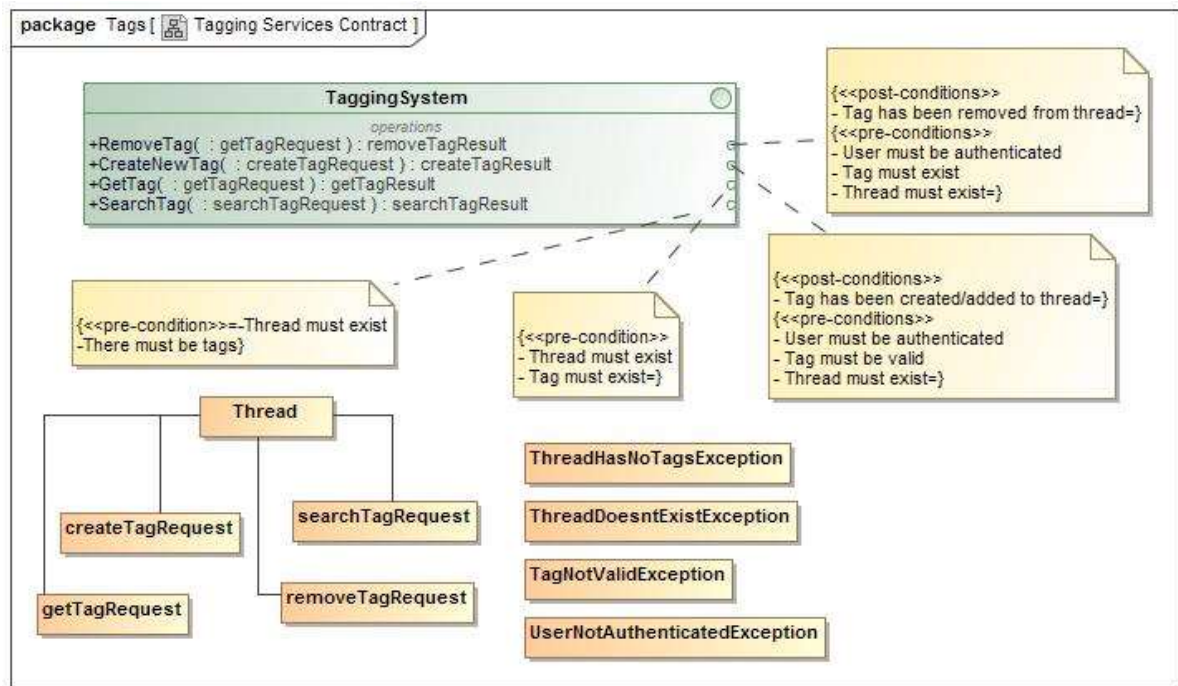 package Tags [ Tagging Services Contract ]
TaggingSystem
operations
+RemoveTag( : getTagRequest ) : removeTagResult
+CreateNewTag( : createTagRequest ) : createTagResult
+GetTag( : getTagRequest ) : getTagResult
+SearchTag( : searchTagRequest ) : searchTagResult
{<<post-conditions>>
- Tag has been removed from thread=}
{<<pre-conditions>>
- User must be authenticated
- Tag must exist
- Thread must exist=}
{<<pre-condition>>=-Thread must exist
-There must be tags}
{<<pre-condition>>
- Thread must exist
- Tag must exist=}
{<<post-conditions>>
- Tag has been created/added to thread=}
{<<pre-conditions>>
- User must be authenticated
- Tag must be valid
- Thread must exist=}
Thread
createTagRequest
searchTagRequest
getTagRequest
removeTagRequest
ThreadHasNoTagsException
ThreadDoesntExistException
TagNotValidException
UserNotAuthenticatedException